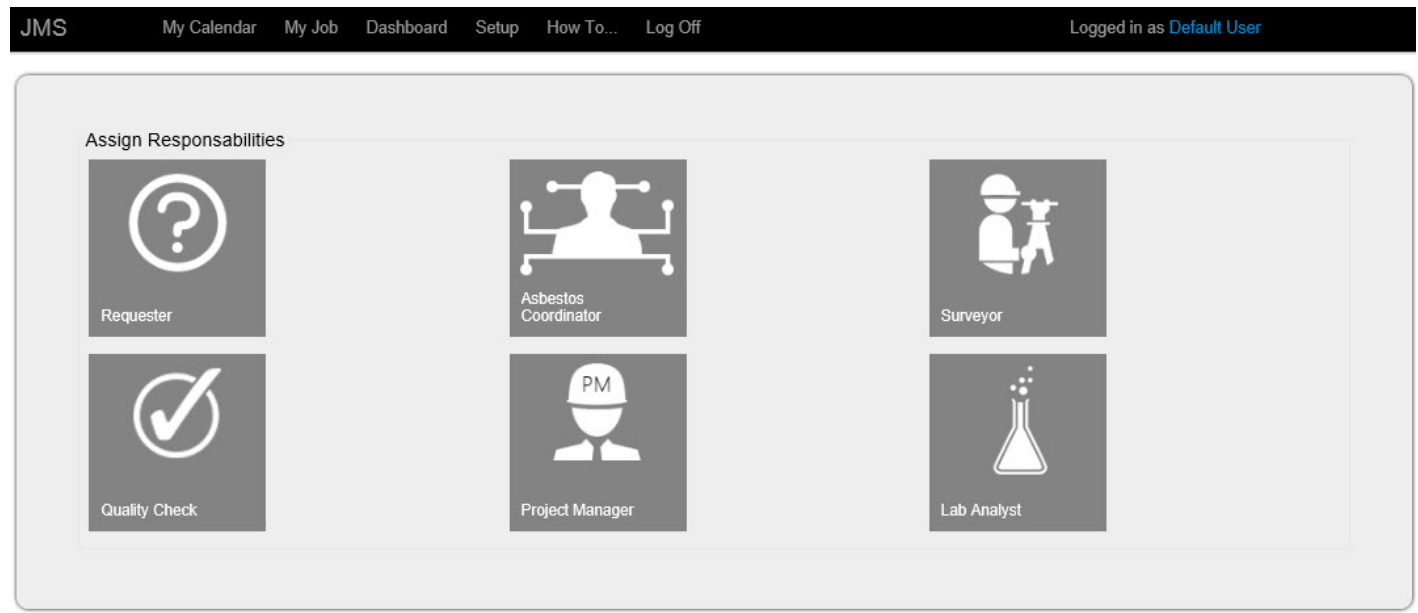 JMS My Calendar My Job Dashboard Setup How To... Log Off Logged in as Default User
Assign Responsabilities
Requester
Asbestos
Coordinator
Surveyor
Quality Check
PM
Project Manager
Lab Analyst